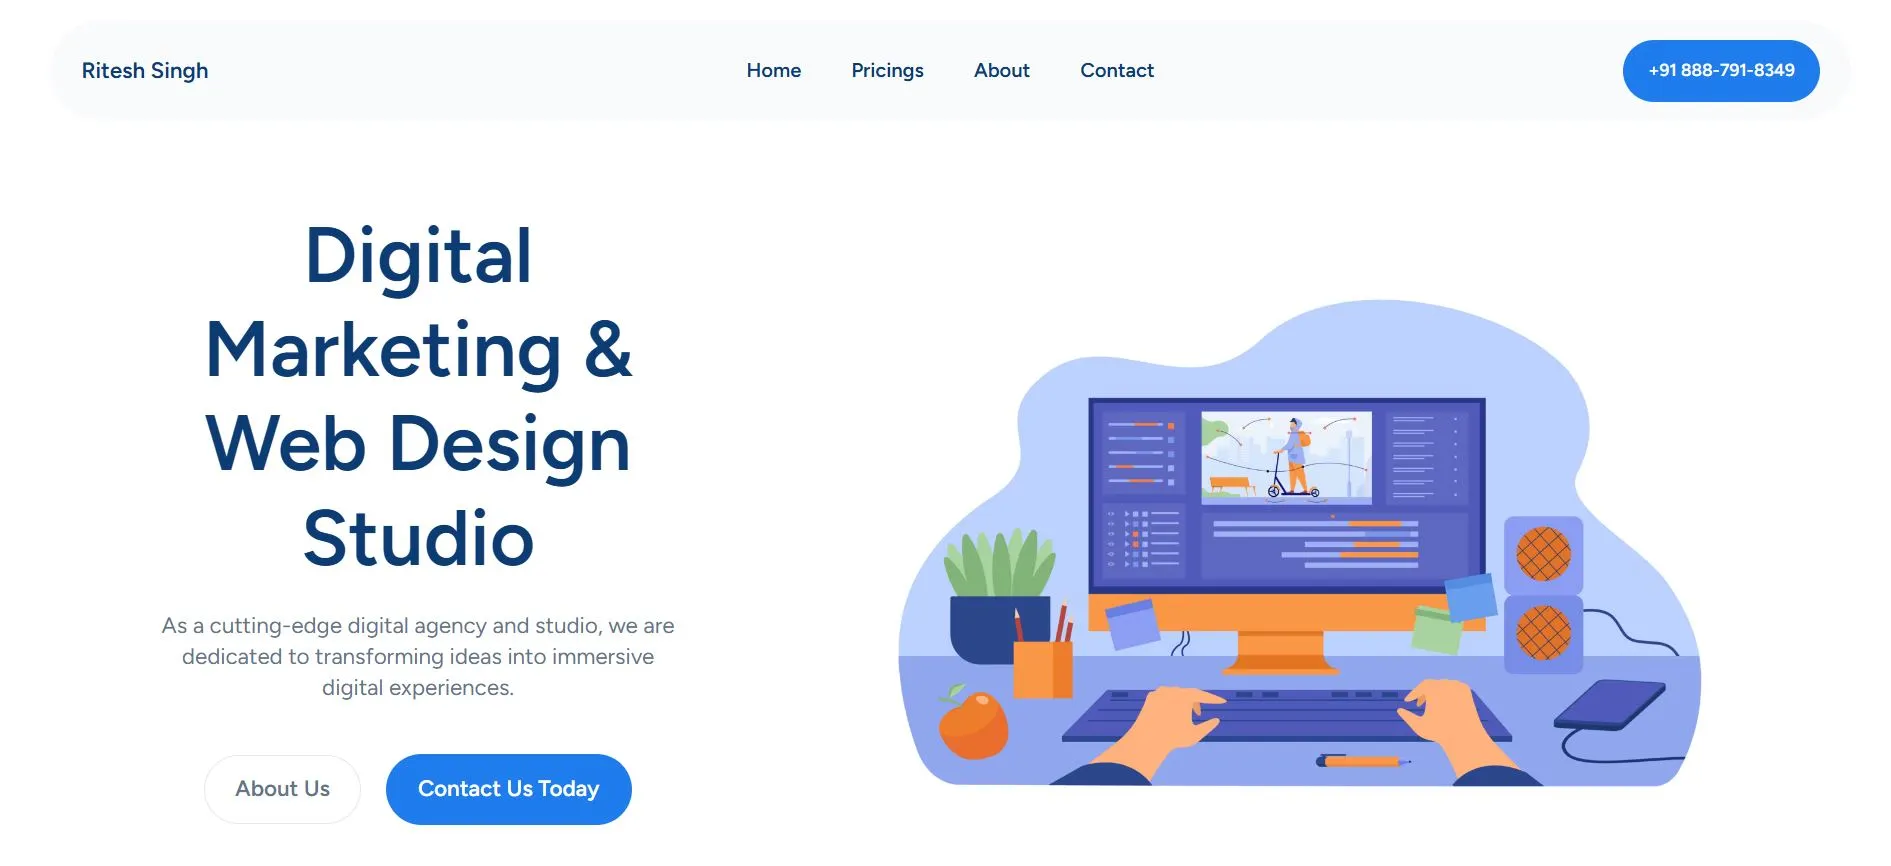 Ritesh Singh
Home Pricings About Contact
+91 888-791-8349
Digital
Marketing &
Web Design
Studio
As a cutting-edge digital agency and studio, we are
dedicated to transforming ideas into immersive
digital experiences.
About Us
Contact Us Today